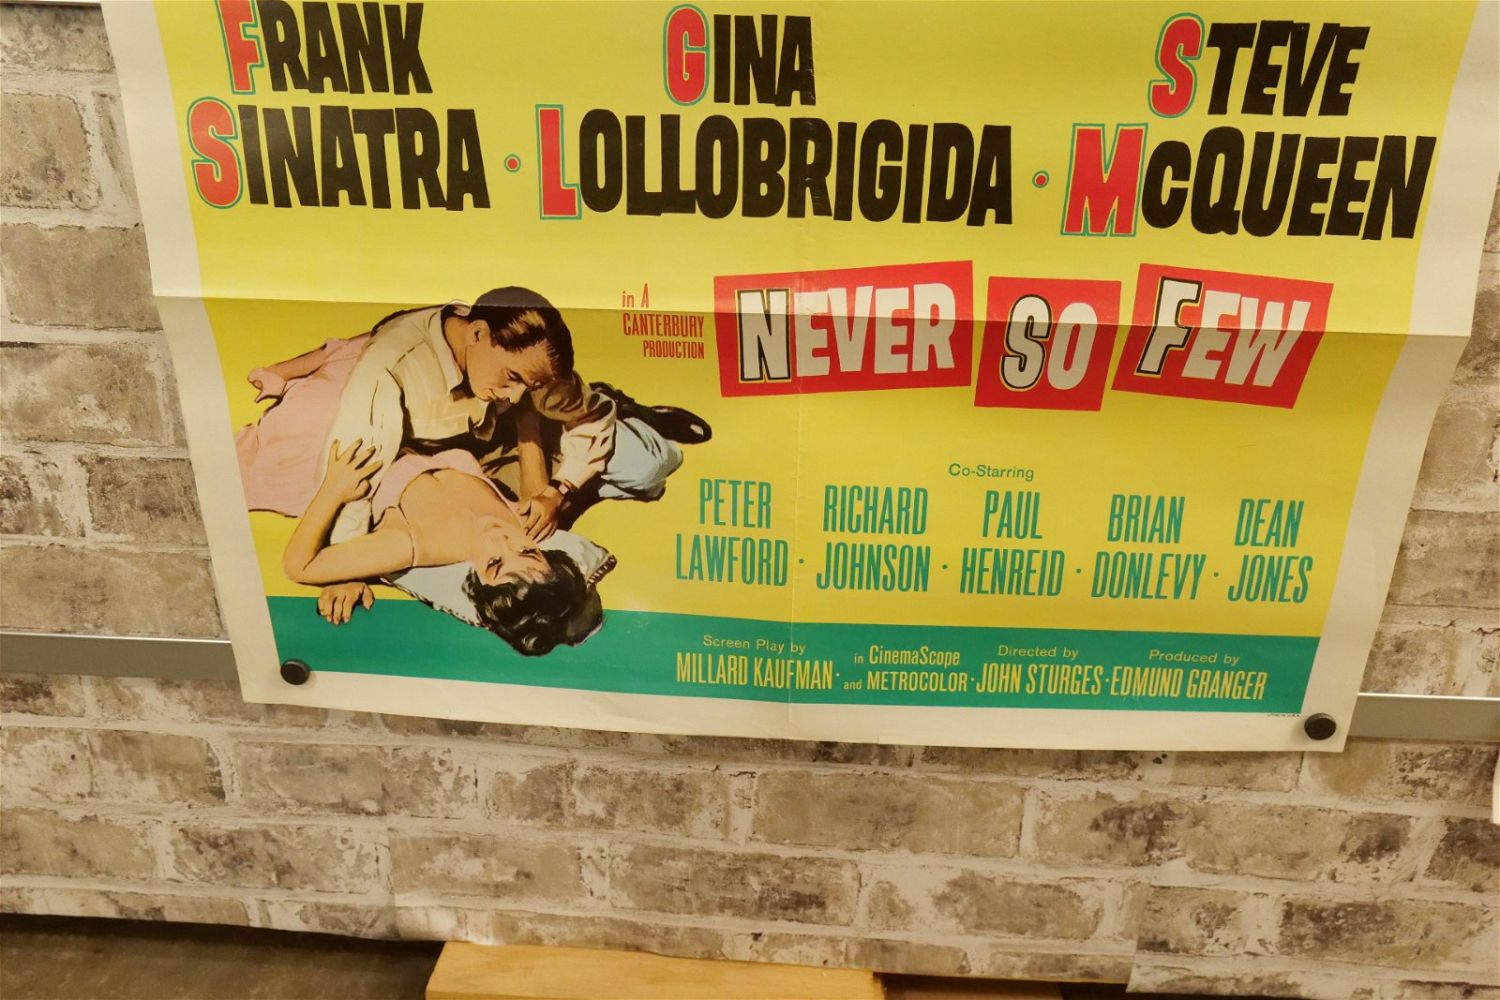 FRANK
SINATRA ·
GINA
LOLLOBRIGIDA ·
STEVE
McQUEEN
in A
CANTERBURY
PRODUCTION
NEVER SO FEW
Co-Starring
PETER
LAWFORD ·
RICHARD
JOHNSON ·
PAUL
HENREID ·
BRIAN
DONLEVY ·
DEAN
JONES
Screen Play by
MILLARD KAUFMAN ·
in CinemaScope
and METROCOLOR ·
Directed by
JOHN STURGES ·
Produced by
EDMUND GRANGER